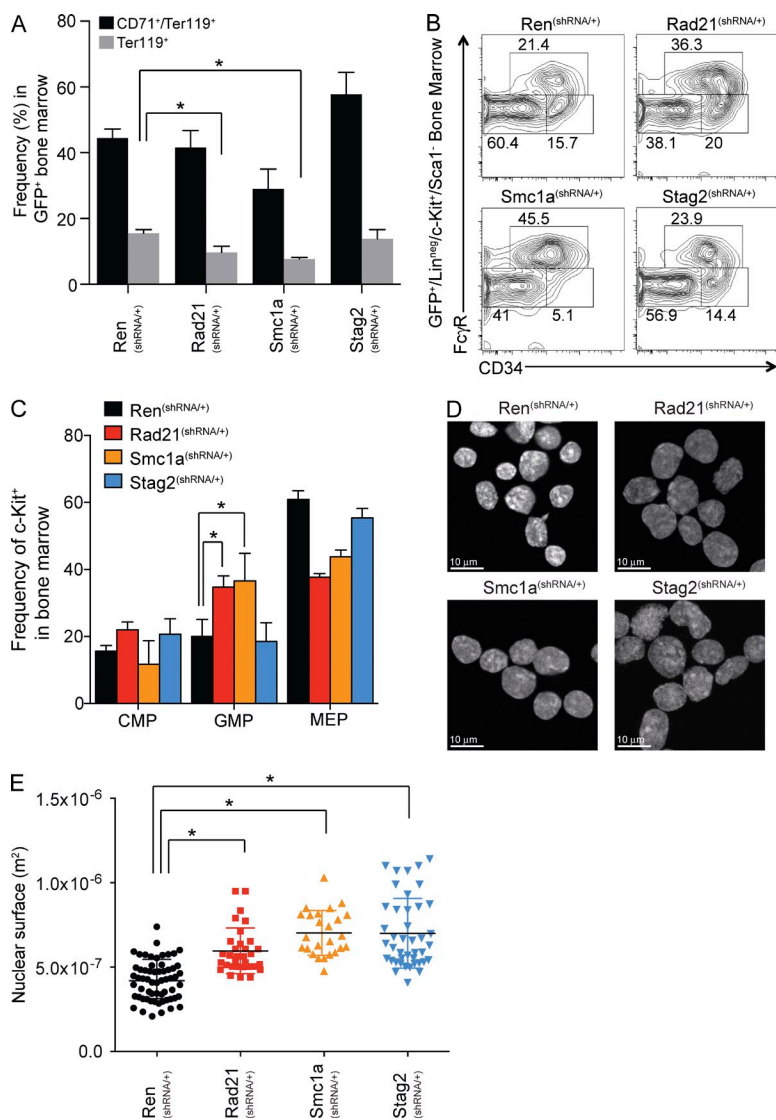 A
CD71⁺/Ter119⁺
Ter119⁺
Frequency (%) in
GFP⁺ bone marrow
80
60
40
20
0
*
*
Ren(shRNA/+)
Rad21(shRNA/+)
Smc1a(shRNA/+)
Stag2(shRNA/+)
B
GFP⁺/Linⁿᵉᵍ/c-Kit⁺/Sca1⁻ Bone Marrow
FcγR
CD34
Ren(shRNA/+)
21.4
60.4 15.7
Rad21(shRNA/+)
36.3
38.1 20
Smc1a(shRNA/+)
45.5
41 5.1
Stag2(shRNA/+)
23.9
56.9 14.4
C
Ren(shRNA/+)
Rad21(shRNA/+)
Smc1a(shRNA/+)
Stag2(shRNA/+)
Frequency of c-Kit⁺
in bone marrow
80
60
40
20
0
*
*
CMP GMP MEP
D
Ren(shRNA/+)
10 μm
Rad21(shRNA/+)
10 μm
Smc1a(shRNA/+)
10 μm
Stag2(shRNA/+)
10 μm
E
Nuclear surface (m²)
1.5x10⁻⁶
1.0x10⁻⁶
5.0x10⁻⁷
0.0
*
*
*
Ren(shRNA/+)
Rad21(shRNA/+)
Smc1a(shRNA/+)
Stag2(shRNA/+)